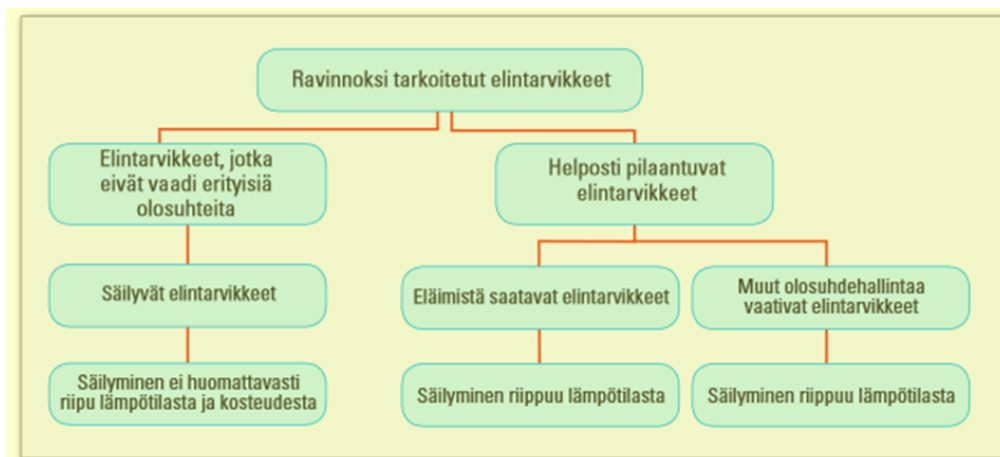 Ravinnoksi tarkoitetut elintarvikkeet
Elintarvikkeet, jotka
eivät vaadi erityisiä
olosuhteita
Helposti pilaantuvat
elintarvikkeet
Säilyvät elintarvikkeet
Eläimistä saatavat elintarvikkeet
Muut olosuhdehallintaa
vaativat elintarvikkeet
Säilyminen ei huomattavasti
riipu lämpötilasta ja kosteudesta
Säilyminen riippuu lämpötilasta
Säilyminen riippuu lämpötilasta